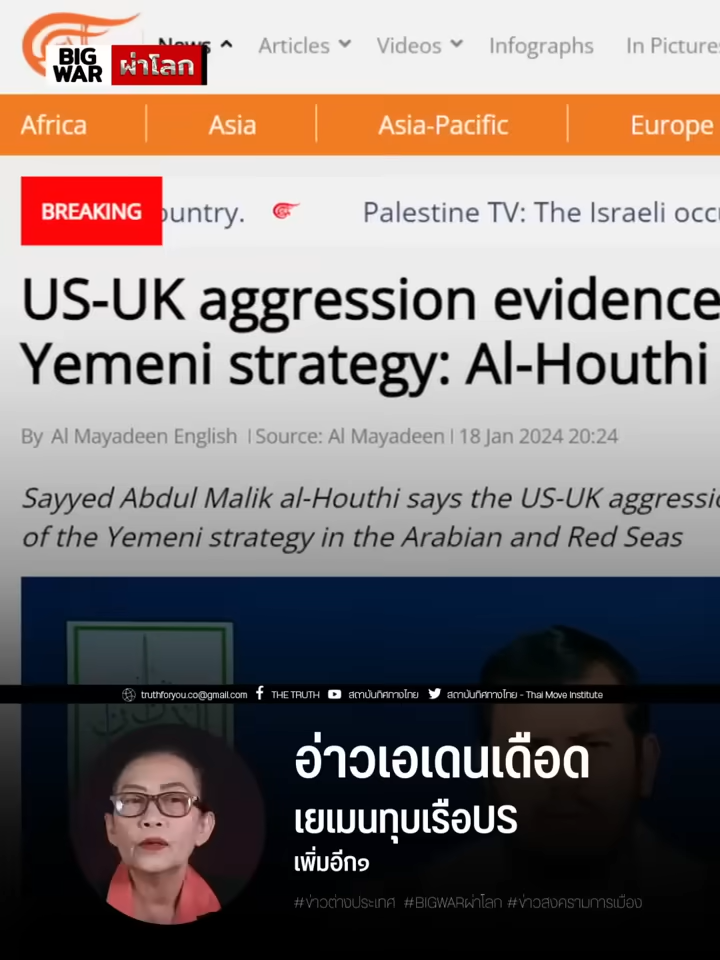 BIG
WAR
ผ่าโลก
News
Articles
Videos
Infographs
In Pictures
Africa
Asia
Asia-Pacific
Europe
BREAKING
ountry.
Palestine TV: The Israeli occu
US-UK aggression evidence
Yemeni strategy: Al-Houthi
By Al Mayadeen English | Source: Al Mayadeen | 18 Jan 2024 20:24
Sayyed Abdul Malik al-Houthi says the US-UK aggressio
of the Yemeni strategy in the Arabian and Red Seas
truthforyou.co@gmail.com THE TRUTH สถาบันทิศทางไทย สถาบันทิศทางไทย - Thai Move Institute
อ่าวเอเดนเดือด
เยเมนทุบเรือUS
เพิ่มอีก๑
#ข่าวต่างประเทศ #BIGWARผ่าโลก #ข่าวสงครามการเมือง